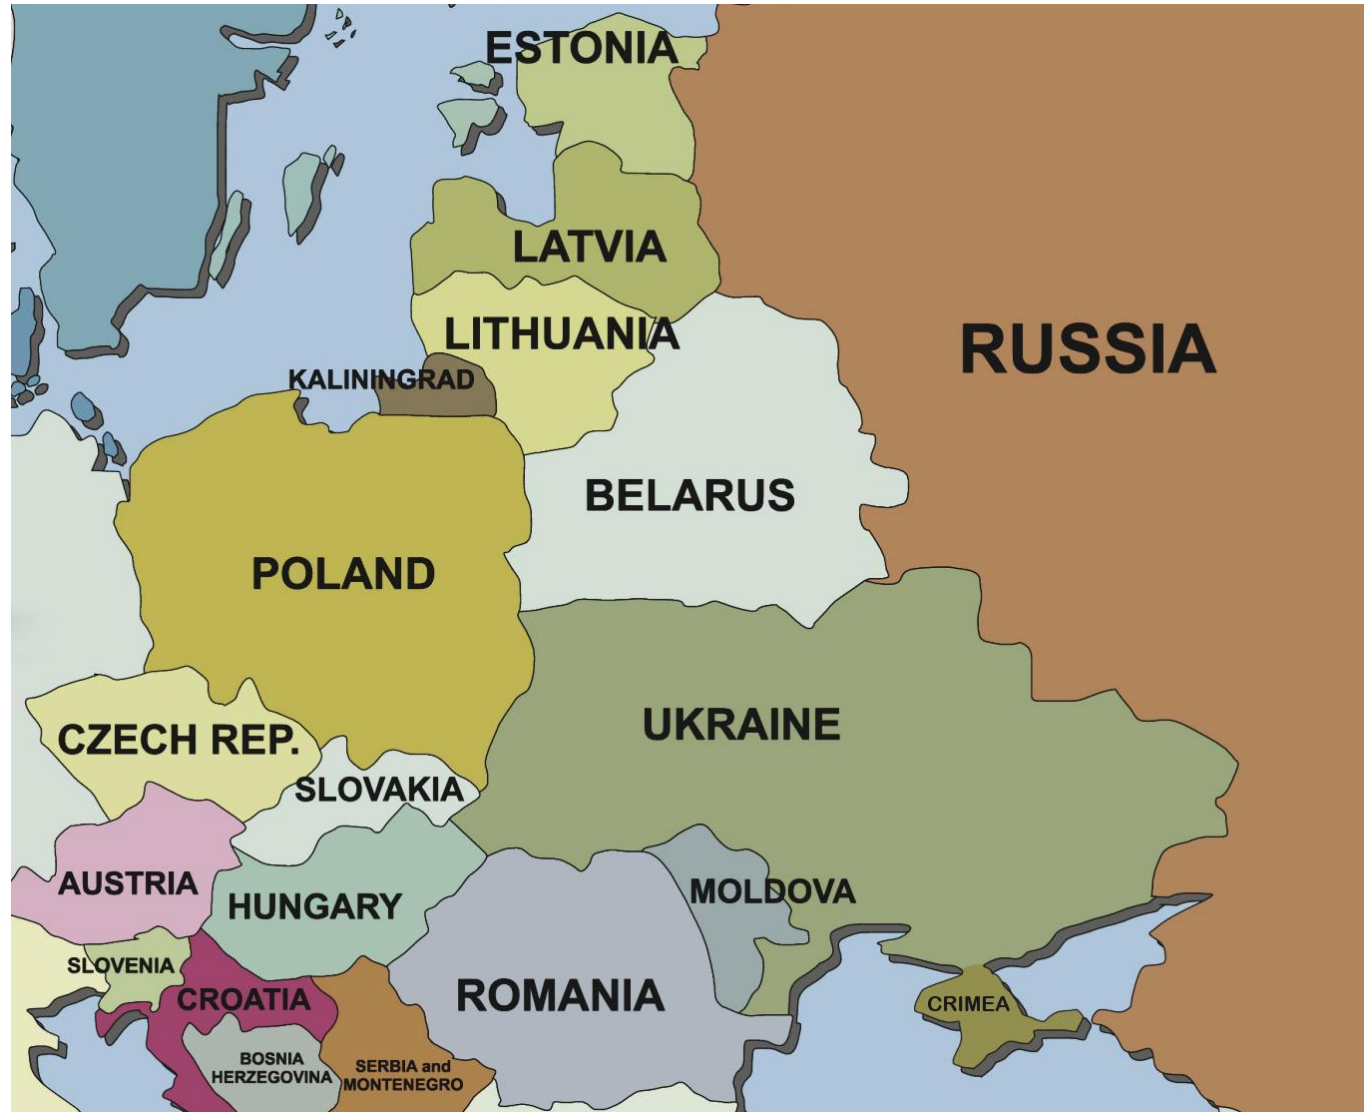 ESTONIA
LATVIA
LITHUANIA
RUSSIA
KALININGRAD
BELARUS
POLAND
UKRAINE
CZECH REP.
SLOVAKIA
AUSTRIA
MOLDOVA
HUNGARY
SLOVENIA
ROMANIA
CROATIA
CRIMEA
BOSNIA
HERZEGOVINA
SERBIA and
MONTENEGRO